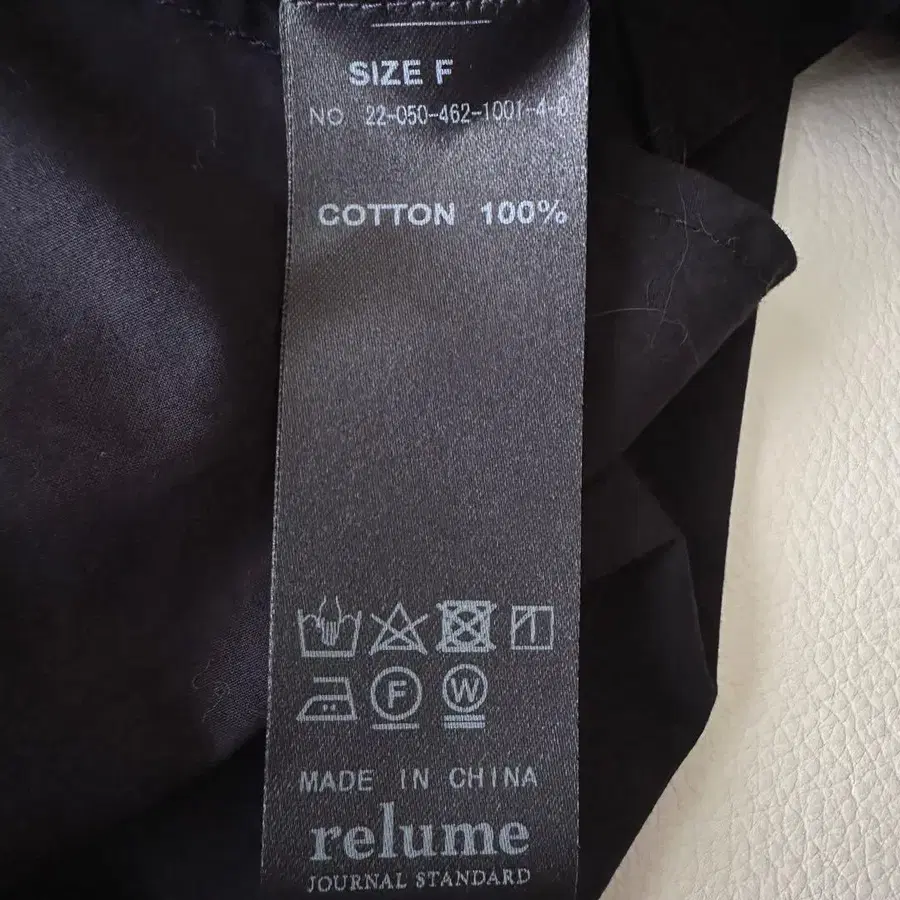 SIZE F
NO 22-050-462-1001-4-0
COTTON 100%
F W
MADE IN CHINA
relume
JOURNAL STANDARD